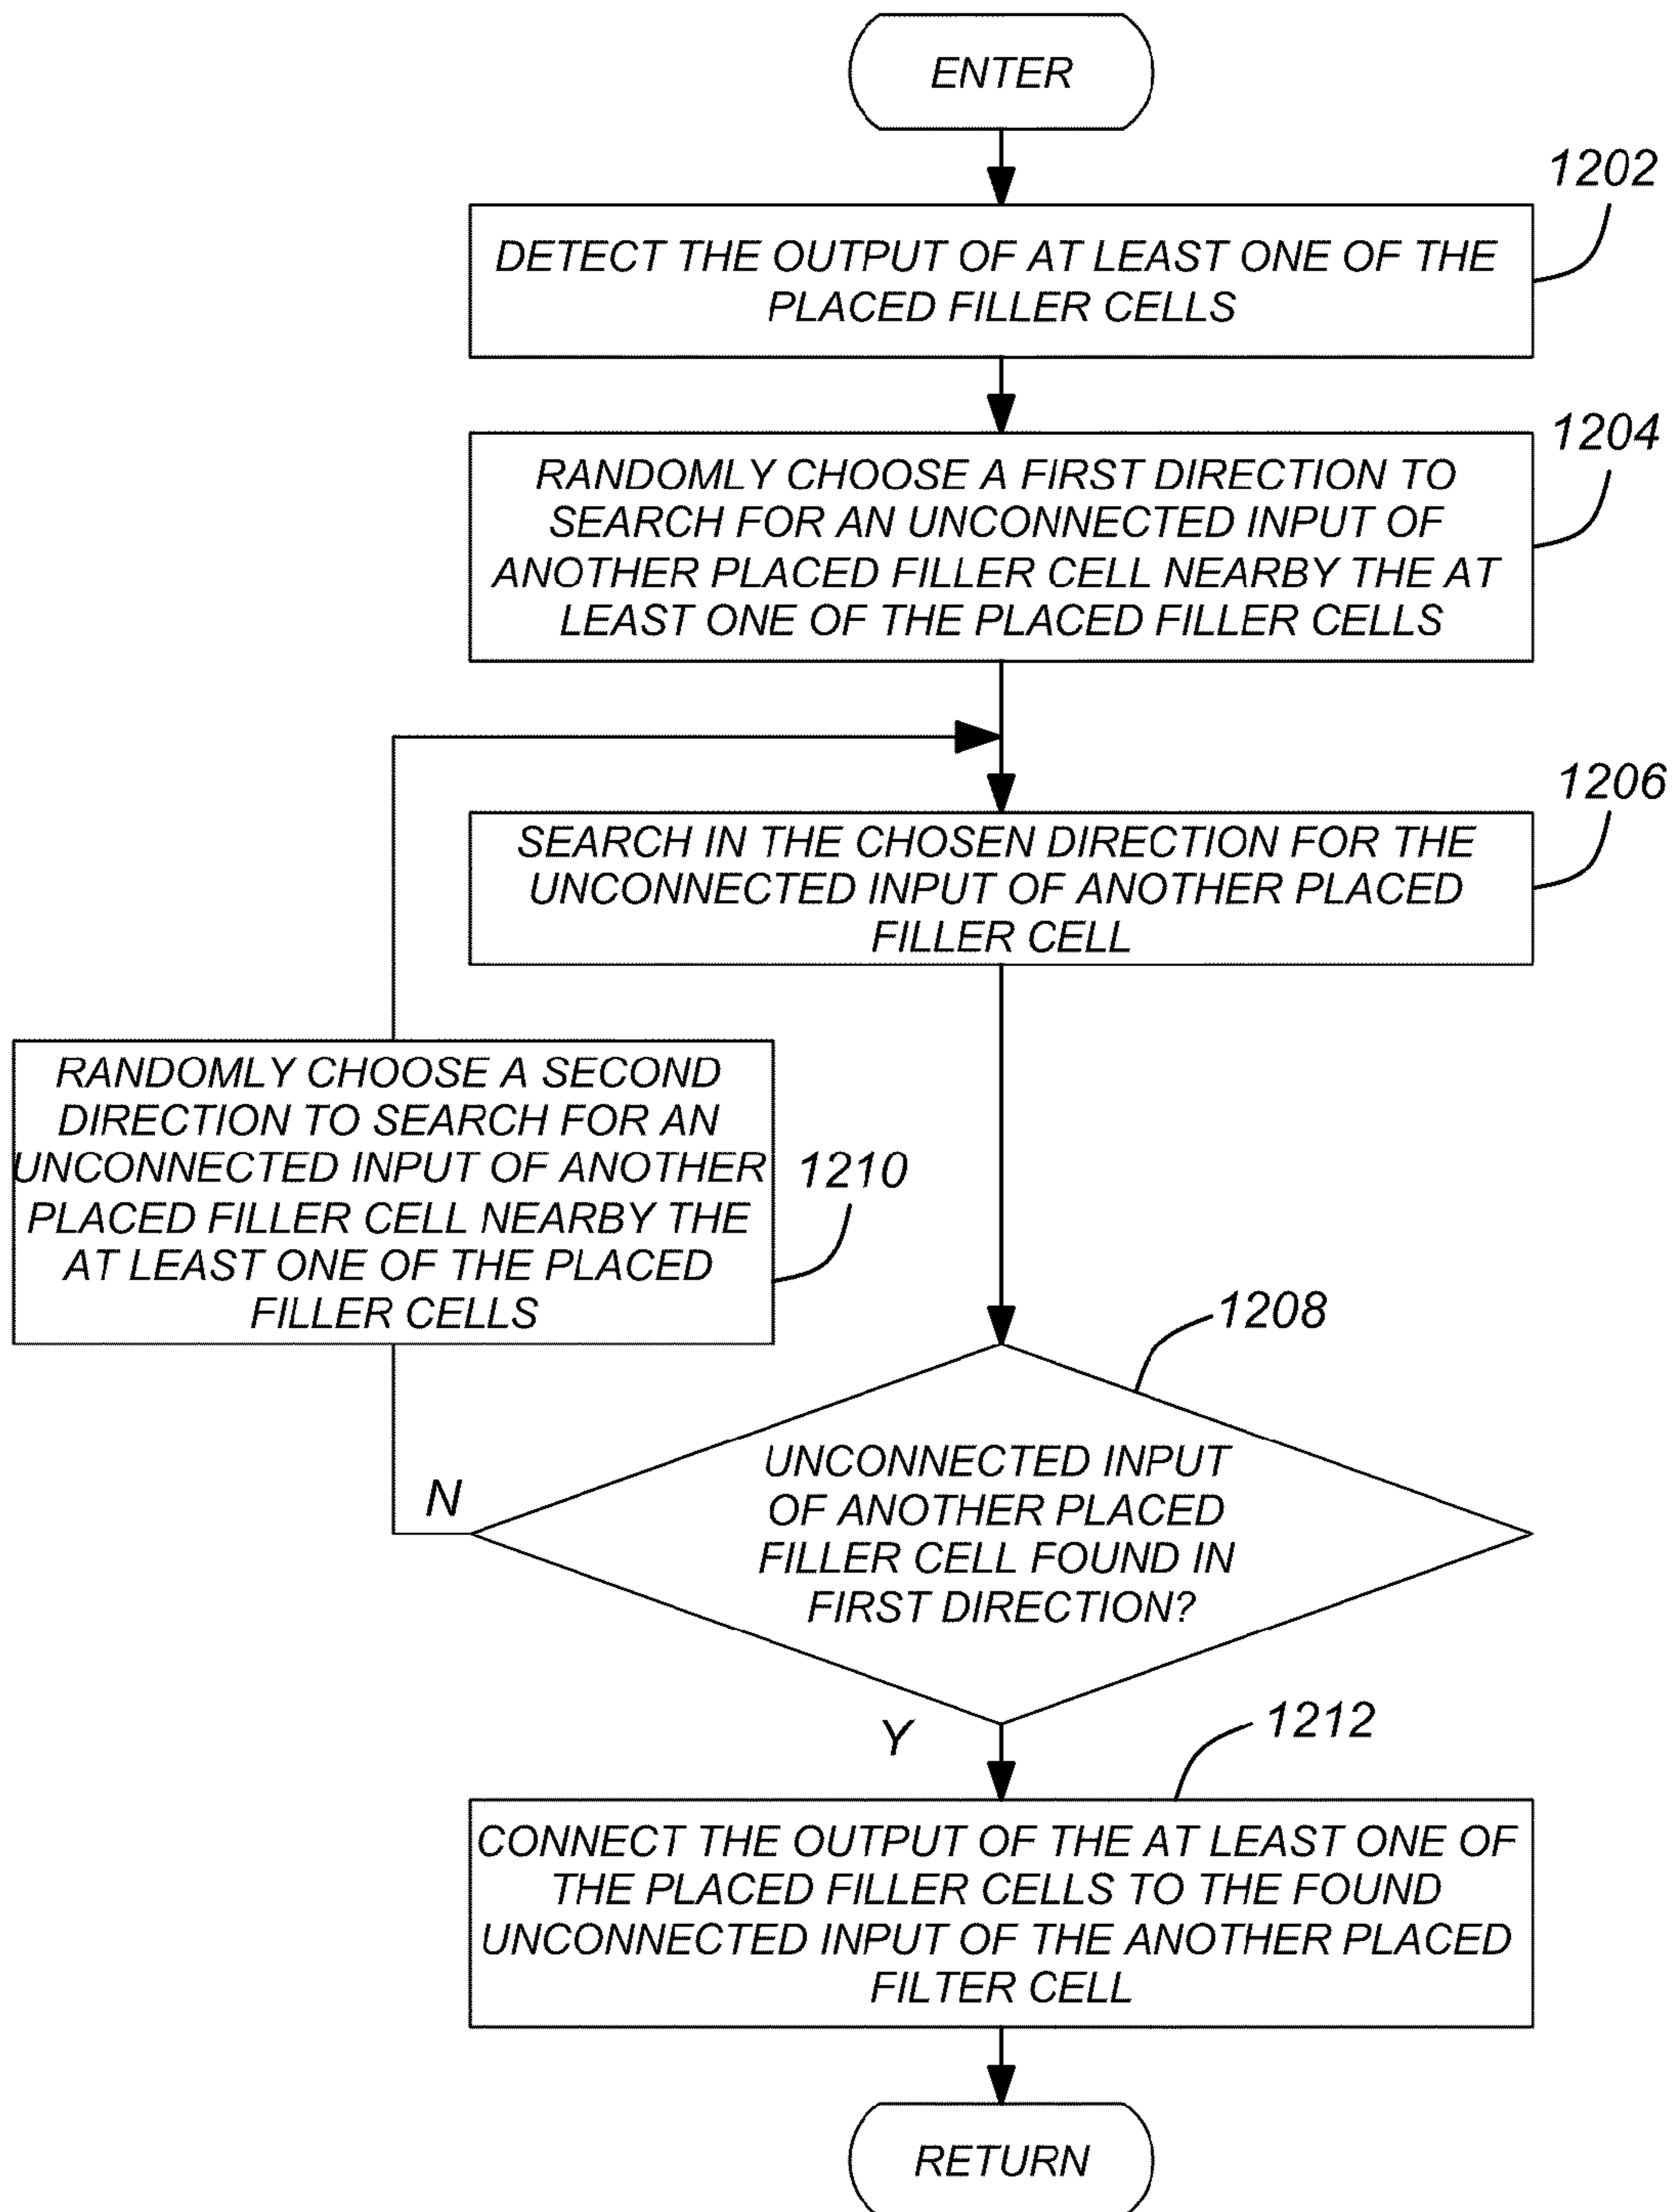 ENTER
1202
DETECT THE OUTPUT OF AT LEAST ONE OF THE
PLACED FILLER CELLS
1204
RANDOMLY CHOOSE A FIRST DIRECTION TO
SEARCH FOR AN UNCONNECTED INPUT OF
ANOTHER PLACED FILLER CELL NEARBY THE AT
LEAST ONE OF THE PLACED FILLER CELLS
1206
SEARCH IN THE CHOSEN DIRECTION FOR THE
UNCONNECTED INPUT OF ANOTHER PLACED
FILLER CELL
RANDOMLY CHOOSE A SECOND
DIRECTION TO SEARCH FOR AN
UNCONNECTED INPUT OF ANOTHER
PLACED FILLER CELL NEARBY THE
AT LEAST ONE OF THE PLACED
FILLER CELLS
1210
1208
UNCONNECTED INPUT
OF ANOTHER PLACED
FILLER CELL FOUND IN
FIRST DIRECTION?
N
Y
1212
CONNECT THE OUTPUT OF THE AT LEAST ONE OF
THE PLACED FILLER CELLS TO THE FOUND
UNCONNECTED INPUT OF THE ANOTHER PLACED
FILTER CELL
RETURN